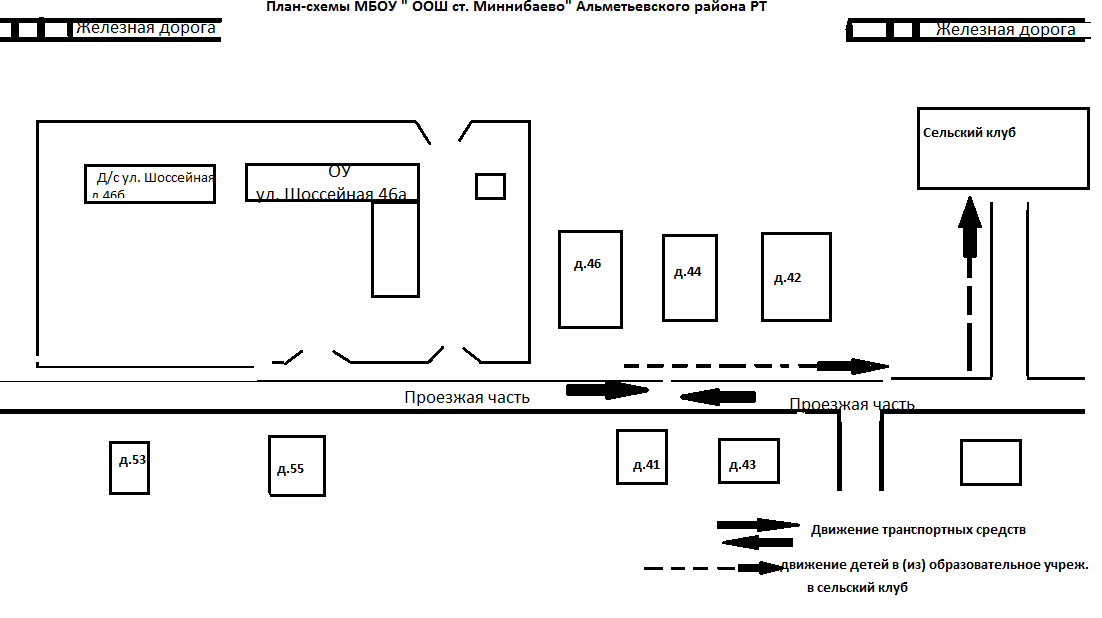 План-схемы МБОУ " ООШ ст. Миннибаево" Альметьевского района РТ
Железная дорога
Железная дорога
Сельский клуб
Д/с ул. Шоссейная
д 46б
ОУ
ул. Шоссейная 46а
д.46
д.44
д.42
Проезжая часть
Проезжая часть
д.53
д.55
д.41
д.43
Движение транспортных средств
движение детей в (из) образовательное учреж.
в сельский клуб